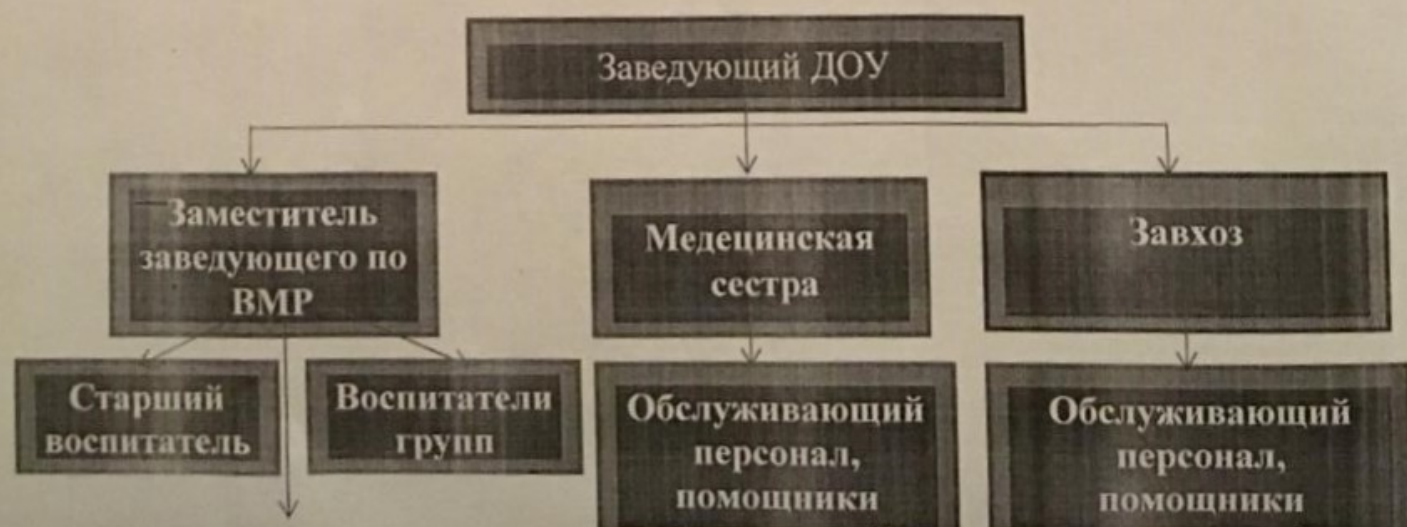 Заведующий ДОУ
Заместитель
заведующего по
ВМР
Медецинская
сестра
Завхоз
Старший
воспитатель
Воспитатели
групп
Обслуживающий
персонал,
помощники
Обслуживающий
персонал,
помощники